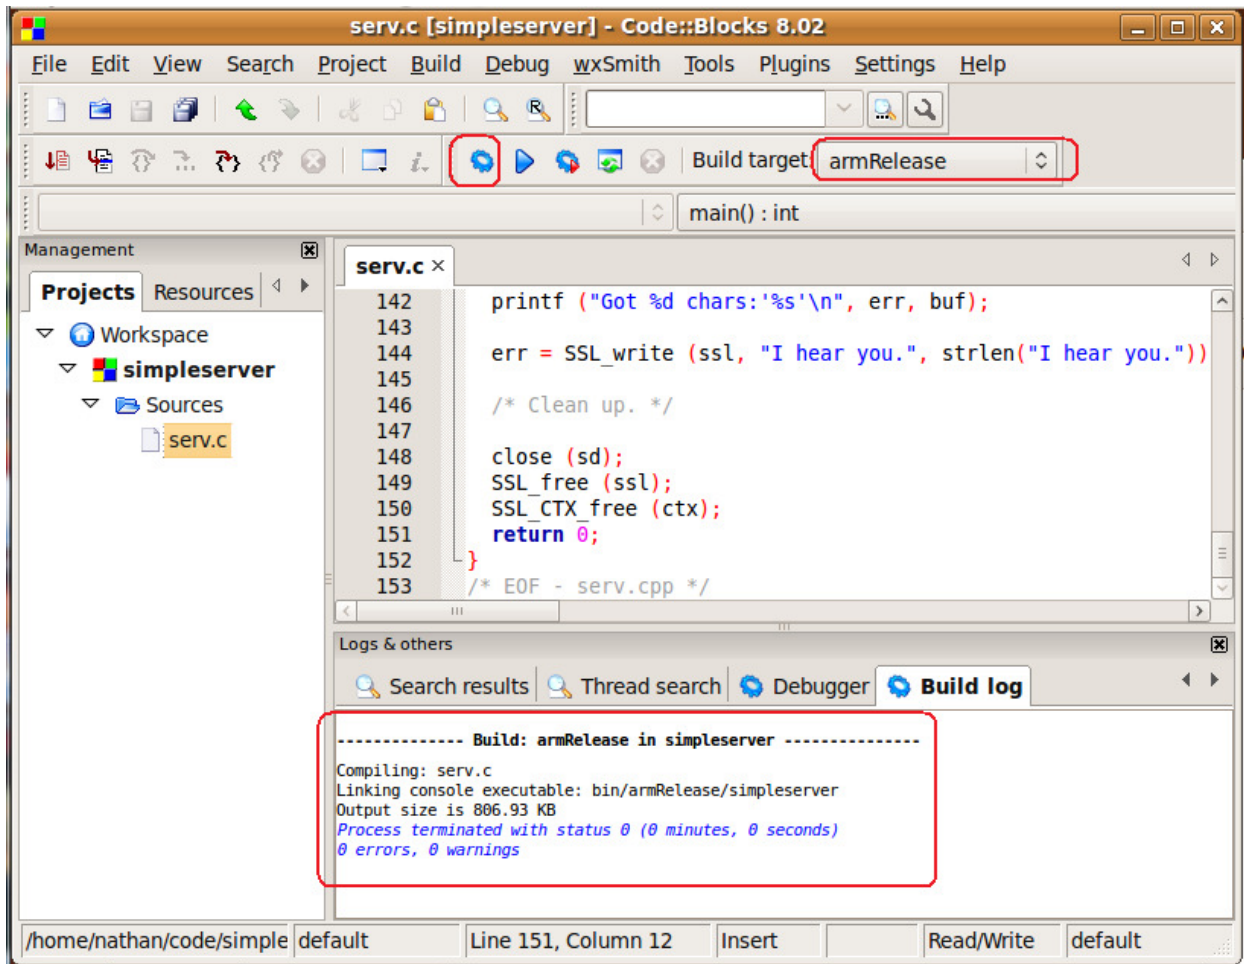 serv.c [simpleserver] - Code::Blocks 8.02
File Edit View Search Project Build Debug wxSmith Tools Plugins Settings Help
Build target: armRelease
main() : int
Management
Projects Resources
Workspace
simpleserver
Sources
serv.c
serv.c
142 printf ("Got %d chars:'%s'\n", err, buf);
143
144 err = SSL_write (ssl, "I hear you.", strlen("I hear you."))
145
146 /* Clean up. */
147
148 close (sd);
149 SSL_free (ssl);
150 SSL_CTX_free (ctx);
151 return 0;
152 }
153 /* EOF - serv.cpp */
Logs & others
Search results Thread search Debugger Build log
-------------- Build: armRelease in simpleserver ---------------
Compiling: serv.c
Linking console executable: bin/armRelease/simpleserver
Output size is 806.93 KB
Process terminated with status 0 (0 minutes, 0 seconds)
0 errors, 0 warnings
/home/nathan/code/simple default Line 151, Column 12 Insert Read/Write default